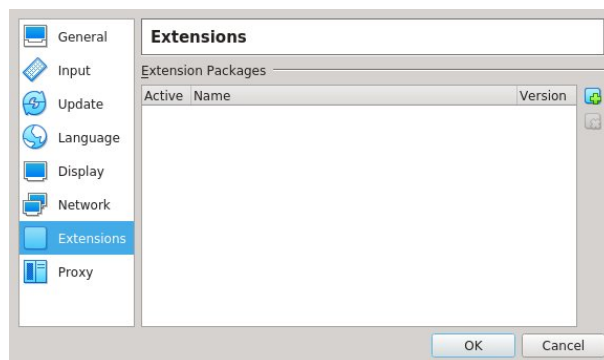 General
Input
Update
Language
Display
Network
Extensions
Proxy
Extensions
Extension Packages
Active Name Version
OK Cancel